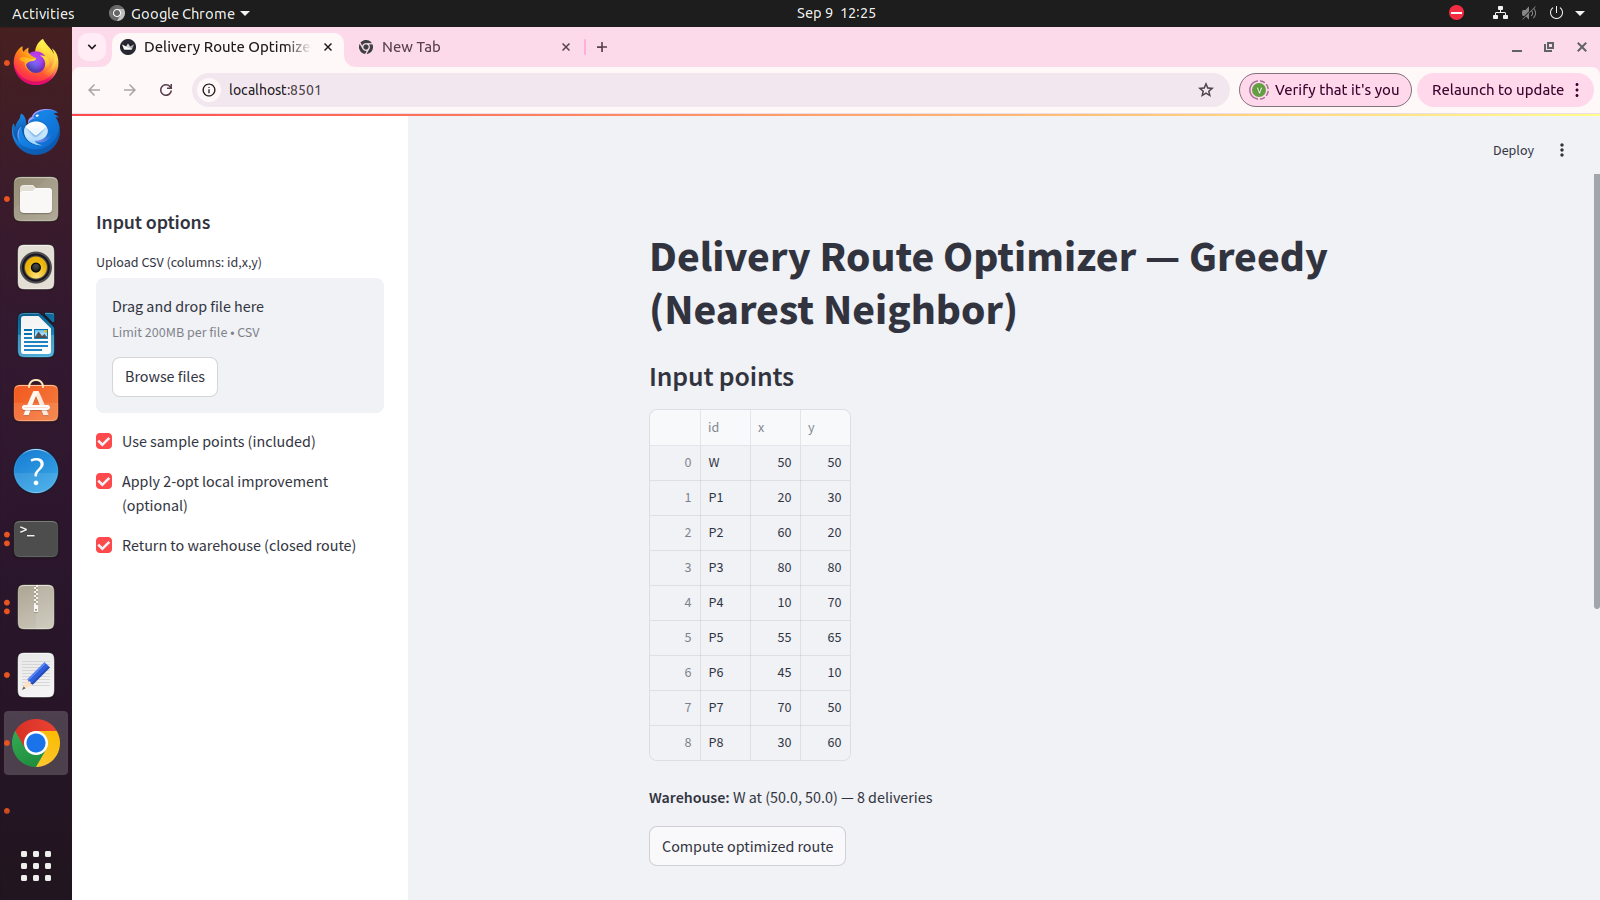 Activities
Google Chrome
Sep 9 12:25
Delivery Route Optimize
New Tab
localhost:8501
Verify that it's you
Relaunch to update
Deploy
Input options
Upload CSV (columns: id,x,y)
Drag and drop file here
Limit 200MB per file • CSV
Browse files
Use sample points (included)
Apply 2-opt local improvement
(optional)
Return to warehouse (closed route)
Delivery Route Optimizer — Greedy
(Nearest Neighbor)
Input points
id x y
0 W 50 50
1 P1 20 30
2 P2 60 20
3 P3 80 80
4 P4 10 70
5 P5 55 65
6 P6 45 10
7 P7 70 50
8 P8 30 60
Warehouse: W at (50.0, 50.0) — 8 deliveries
Compute optimized route